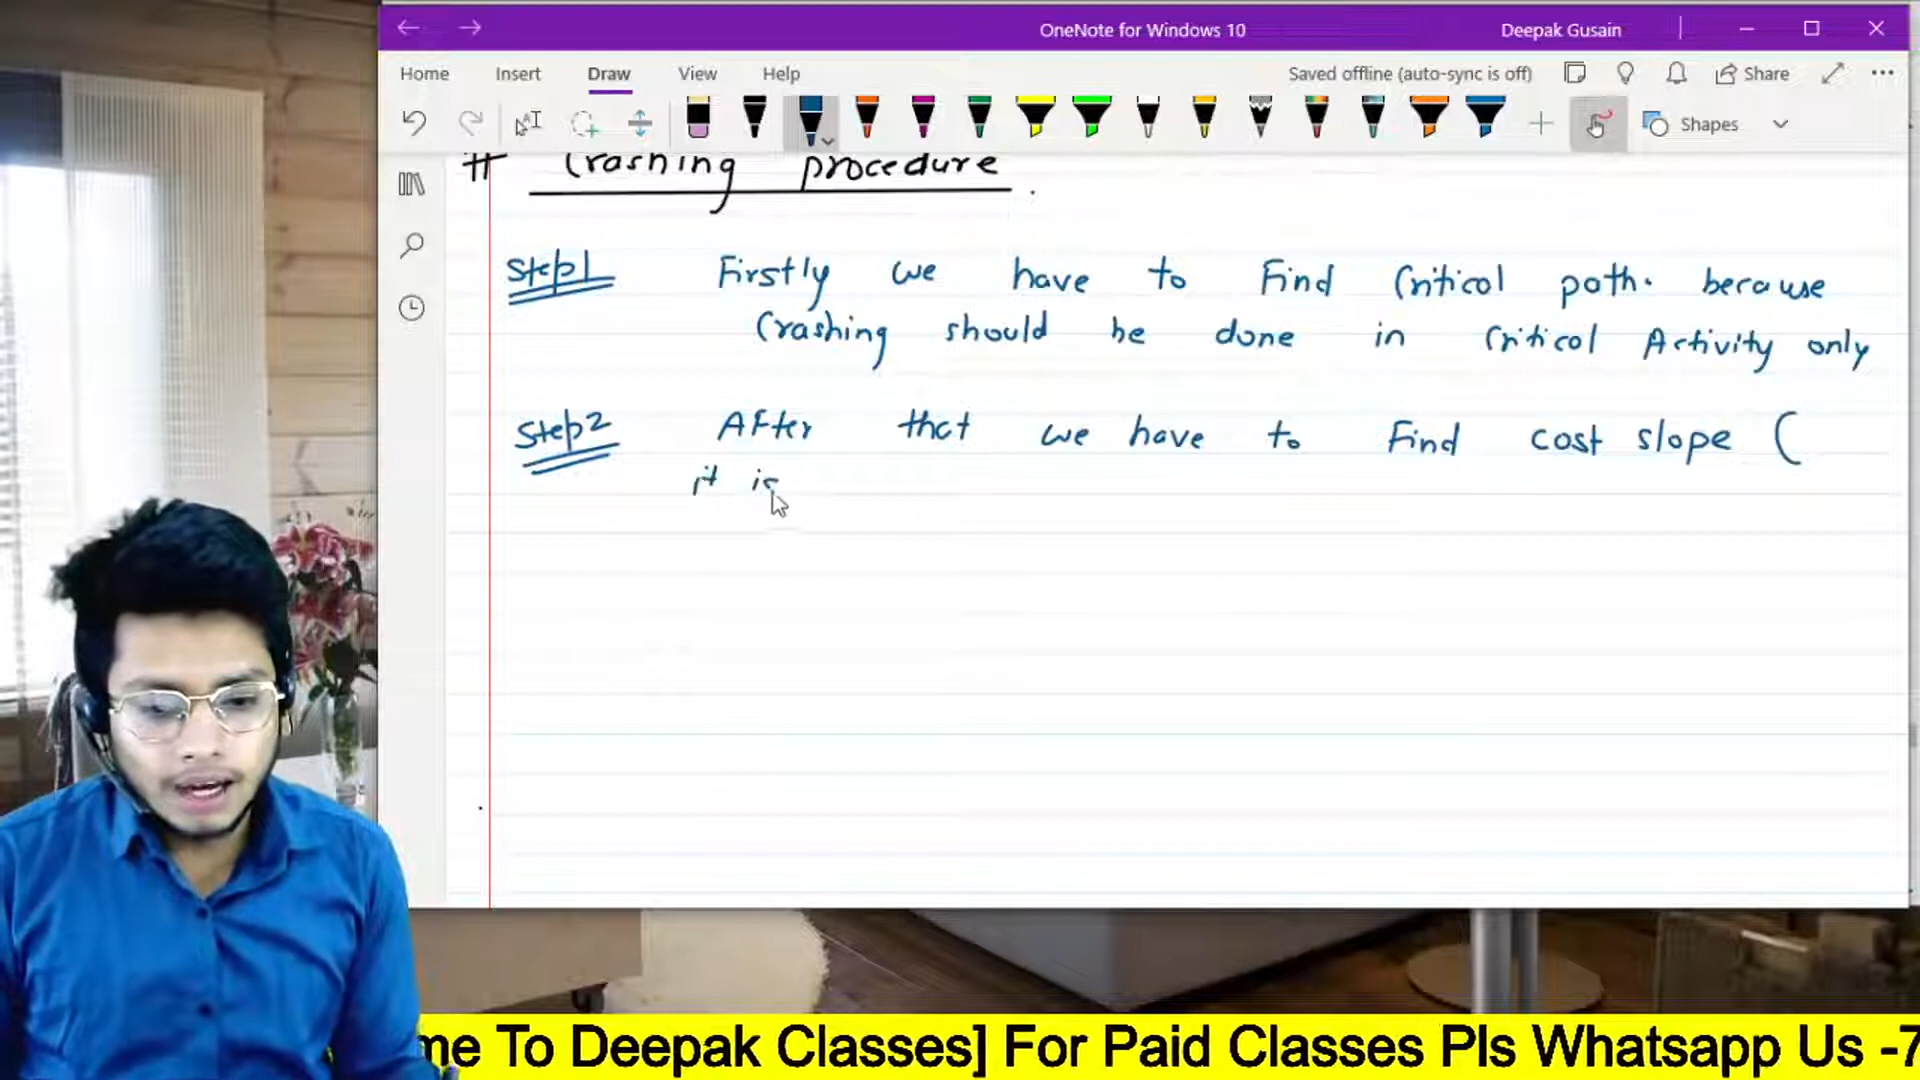 OneNote for Windows 10
Deepak Gusain
Home Insert Draw View Help
Saved offline (auto-sync is off)
Share
Shapes
# Crashing procedure.
Step1 Firstly we have to Find Critical path. because
Crashing should be done in Critical Activity only
Step2 After that we have to Find cost slope (
it is
me To Deepak Classes] For Paid Classes Pls Whatsapp Us -7